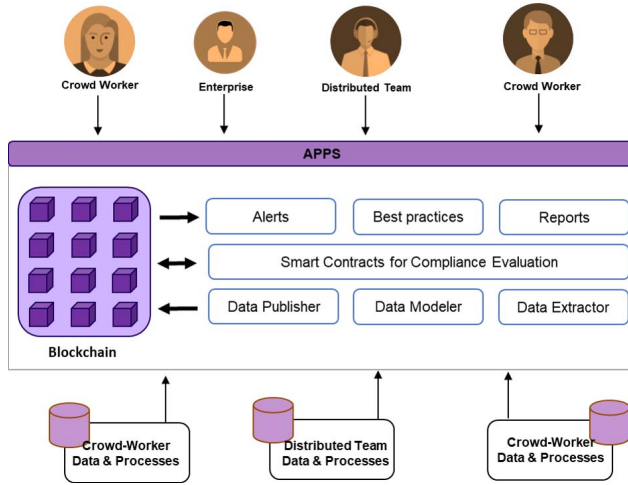 Crowd Worker
Enterprise
Distributed Team
Crowd Worker
APPS
Alerts
Best practices
Reports
Smart Contracts for Compliance Evaluation
Data Publisher
Data Modeler
Data Extractor
Blockchain
Crowd-Worker
Data & Processes
Distributed Team
Data & Processes
Crowd-Worker
Data & Processes